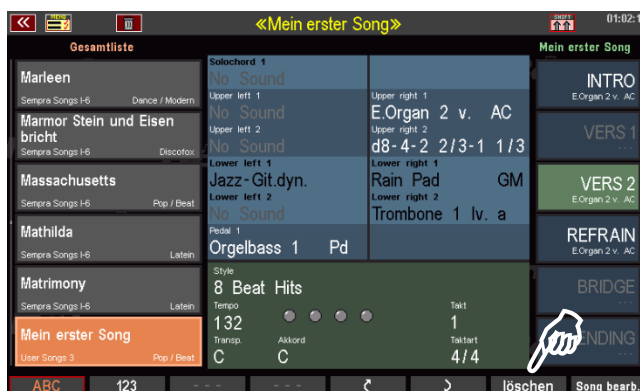 MENU
«Mein erster Song»
SHIFT
01:02:1
Gesamtliste
Marleen
Sempra Songs I-6 Dance / Modern
Marmor Stein und Eisen
bricht
Sempra Songs I-6 Discofox
Massachusetts
Sempra Songs I-6 Pop / Beat
Mathilda
Sempra Songs I-6 Latein
Matrimony
Sempra Songs I-6 Latein
Mein erster Song
User Songs 3 Pop / Beat
Solochord 1
No Sound
Upper left 1
No Sound
Upper left 2
No Sound
Lower left 1
Jazz-Git.dyn.
Lower left 2
No Sound
Pedal 1
Orgelbass 1 Pd
Upper right 1
E.Organ 2 v. AC
Upper right 2
d8-4-2 2/3-1 1/3
Lower right 1
Rain Pad GM
Lower right 2
Trombone 1 lv. a
Style
8 Beat Hits
Tempo
132
Takt
1
Transp. Akkord Taktart
C C 4/4
Mein erster Song
INTRO
E.Organ 2 v. AC
VERS 1
- - -
VERS 2
E.Organ 2 v. AC
REFRAIN
E.Organ 2 v. AC
BRIDGE
- - -
ENDING
- - -
ABC 123 - - - - - - löschen Song bearb.